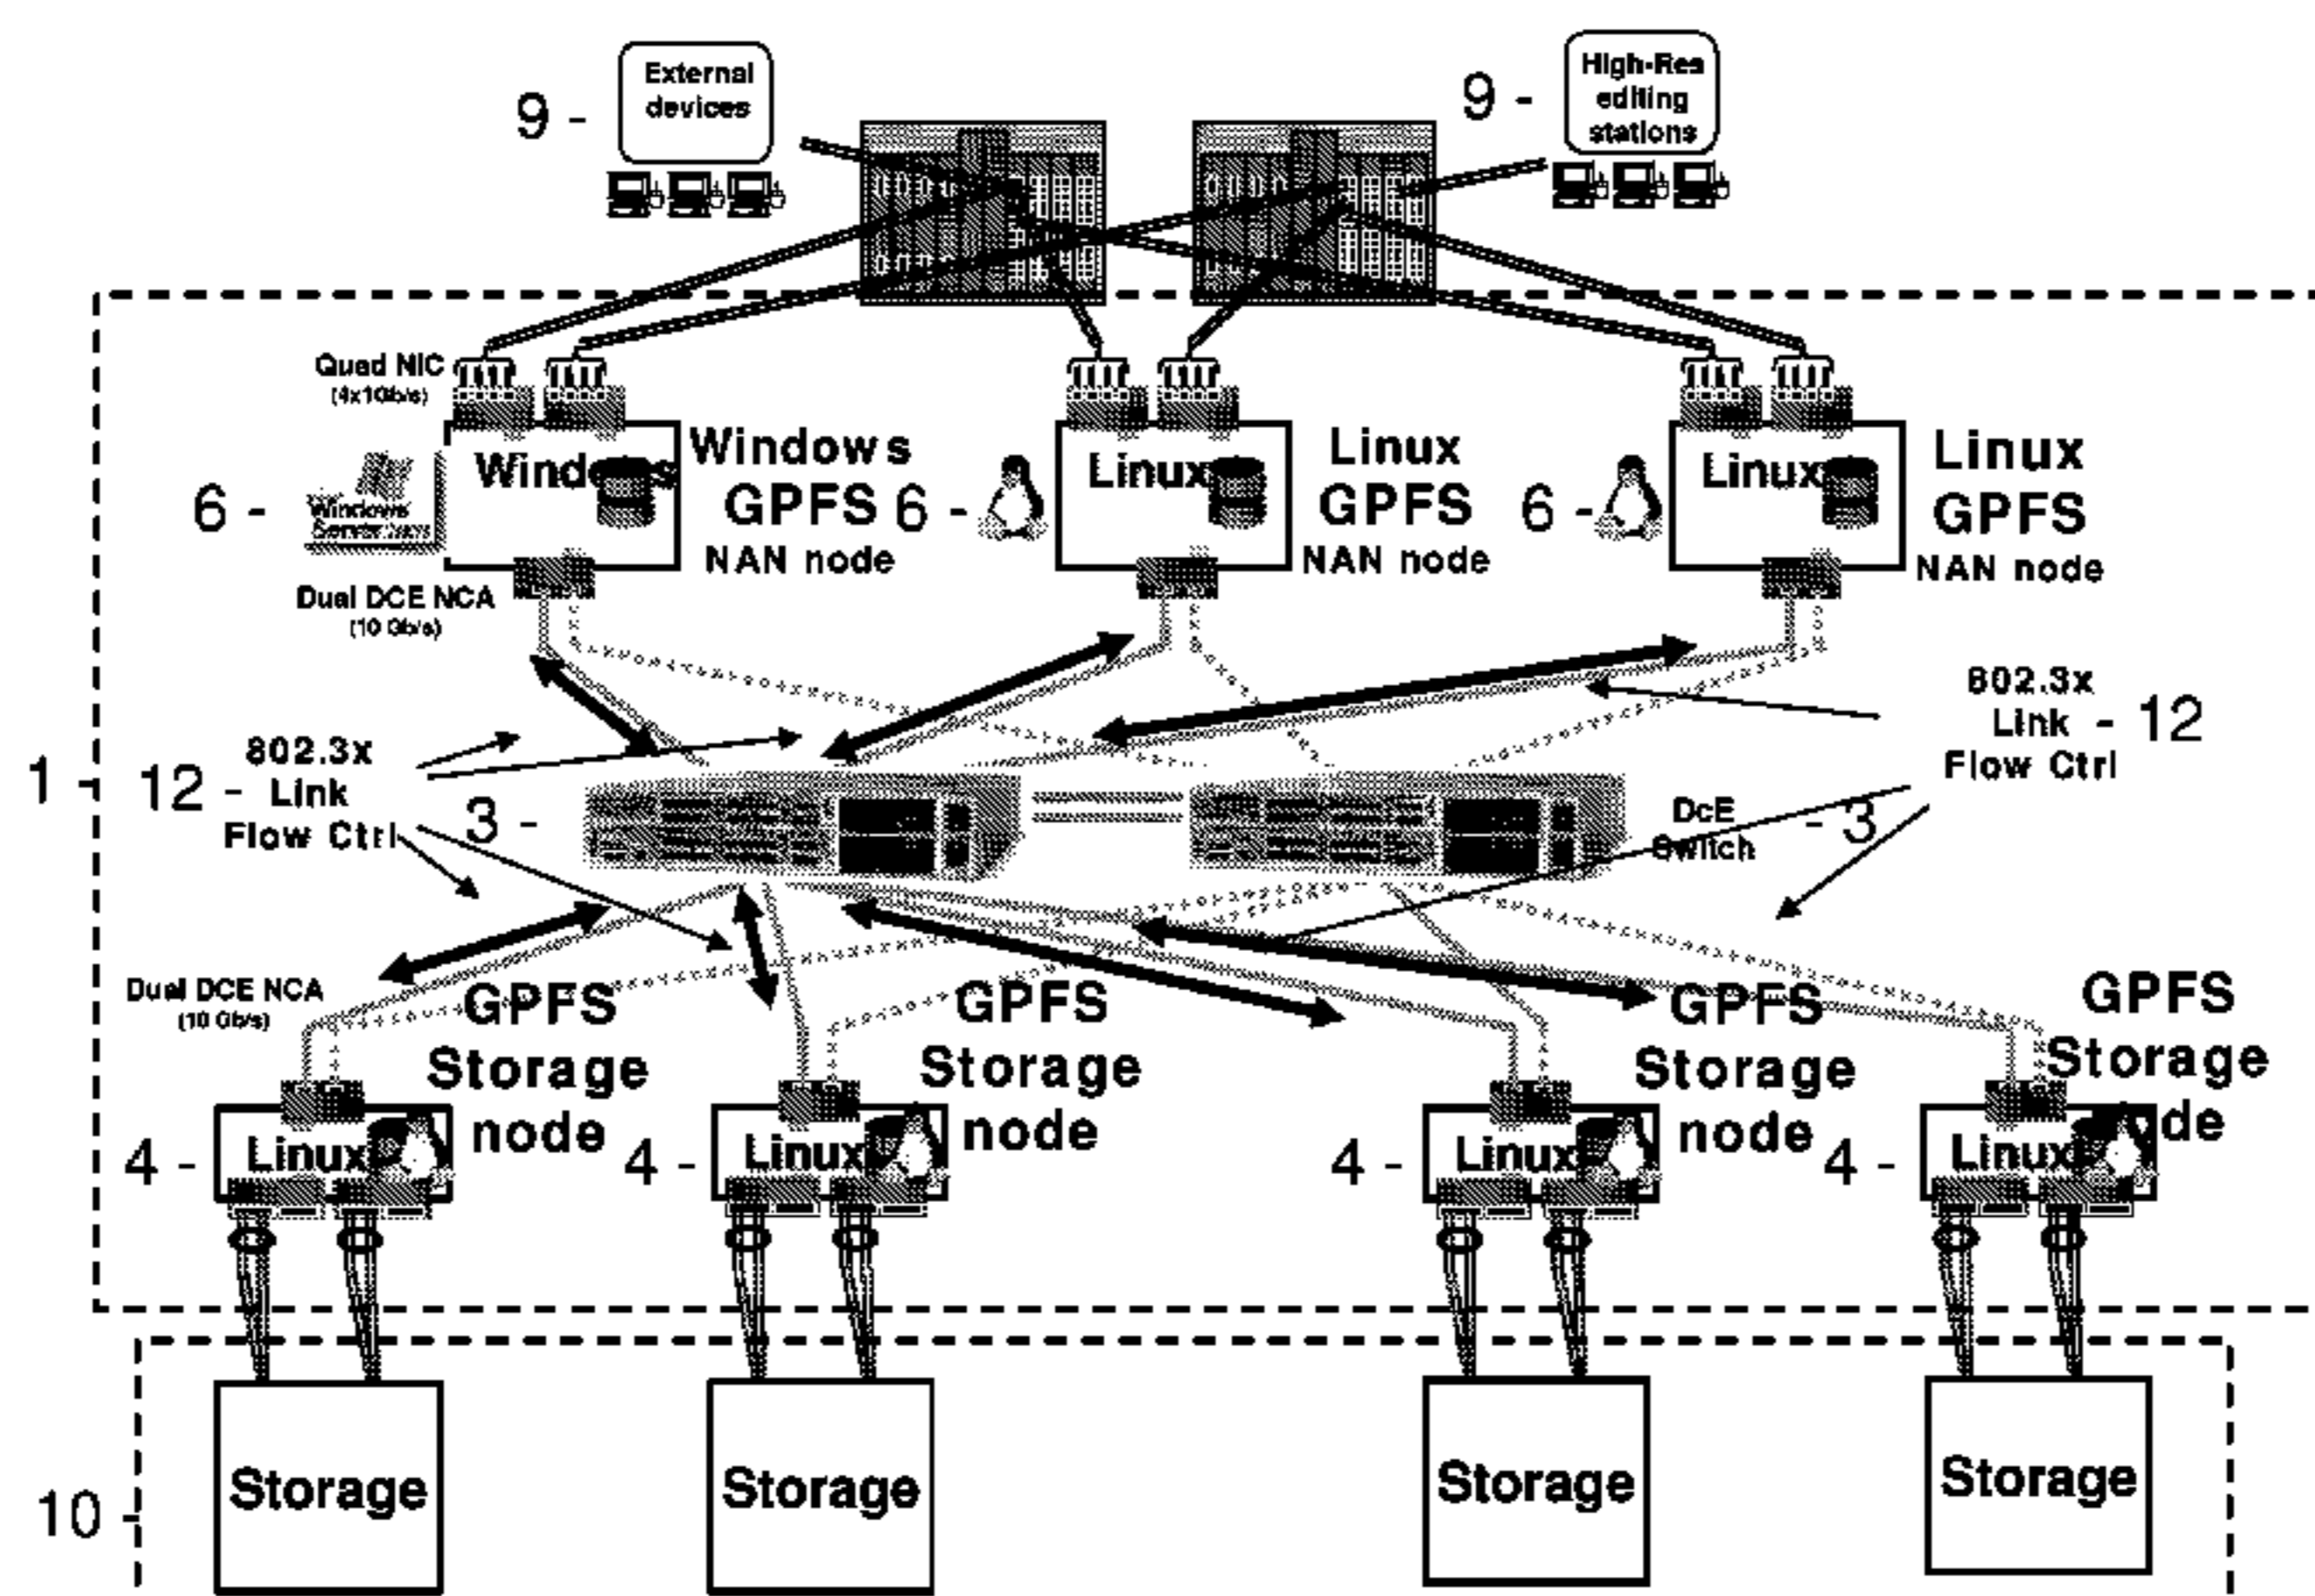 9 -
External
devices
9 -
High-Res
editing
stations
Quad NIC
(4x1Gb/s)
6 -
Windows
Windows
Windows
GPFS
NAN node
6 -
Linux
Linux
GPFS
NAN node
6 -
Linux
Linux
GPFS
NAN node
Dual DCE NCA
(10 Gb/s)
1 -
12 -
802.3x
Link
Flow Ctrl
3 -
DcE
Switch
- 3
802.3x
Link
Flow Ctrl
- 12
Dual DCE NCA
(10 Gb/s)
GPFS
Storage
node
GPFS
Storage
node
GPFS
Storage
node
GPFS
Storage
node
4 -
Linux
4 -
Linux
4 -
Linux
4 -
Linux
10 -
Storage
Storage
Storage
Storage